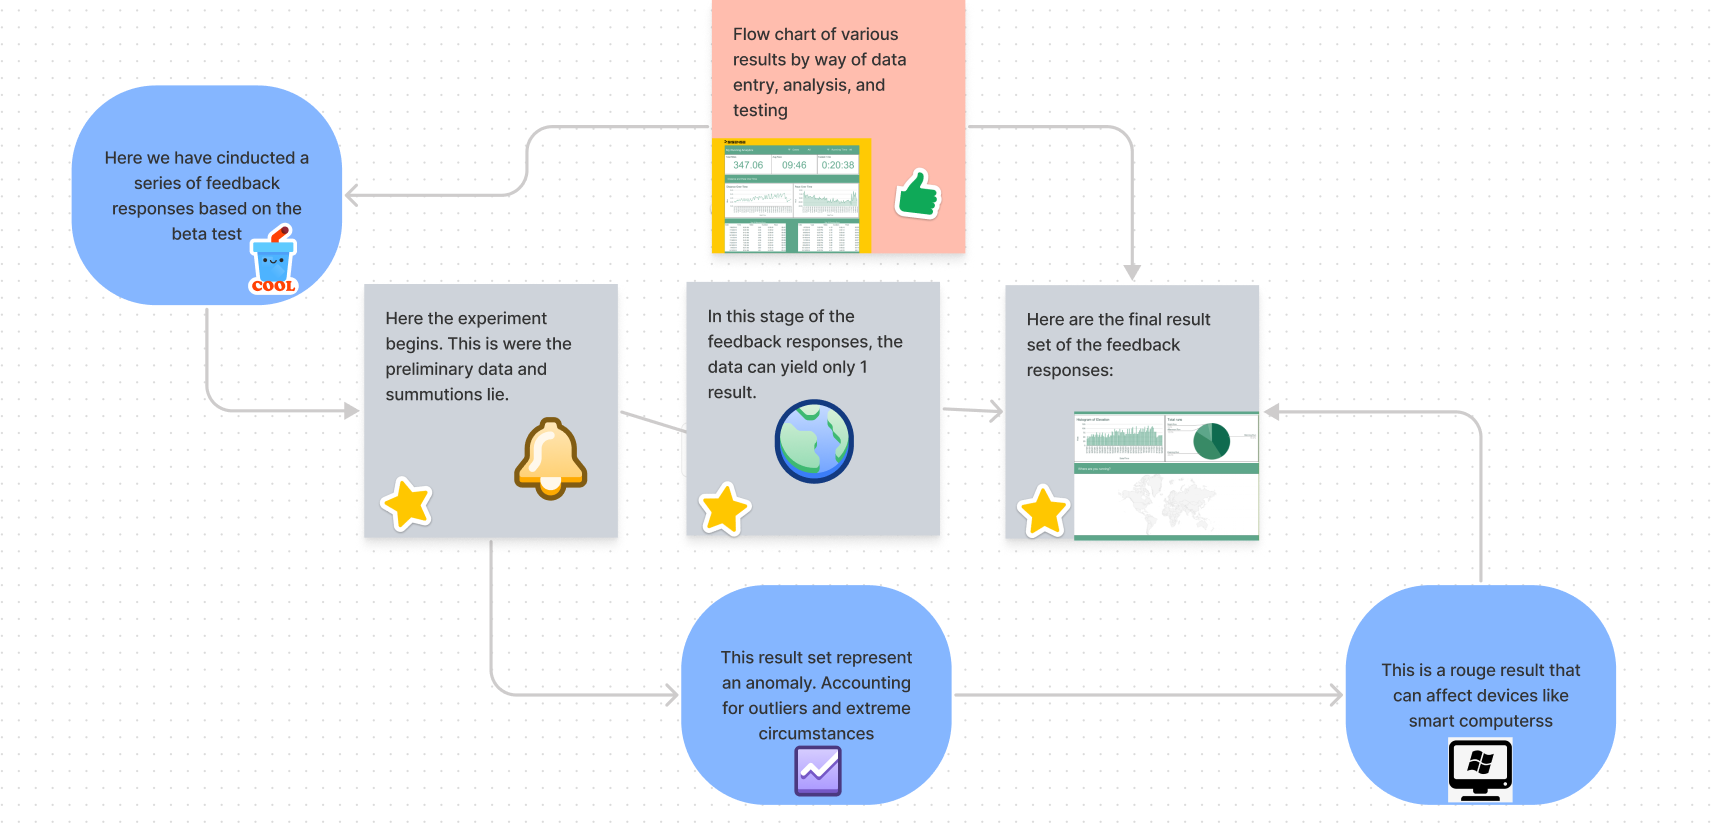 Flow chart of various
results by way of data
entry, analysis, and
testing
347.06
09:46
0:20:38
Here we have cinducted a
series of feedback
responses based on the
beta test
COOL
Here the experiment
begins. This is were the
preliminary data and
summutions lie.
In this stage of the
feedback responses, the
data can yield only 1
result.
Here are the final result
set of the feedback
responses:
Histogram of Elevation
This result set represent
an anomaly. Accounting
for outliers and extreme
circumstances
This is a rouge result that
can affect devices like
smart computerss